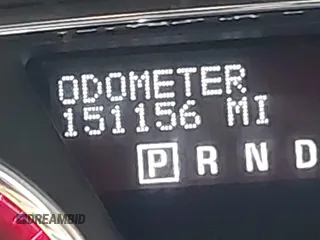 ODOMETER
151156 MI
P R N D
DREAMBID